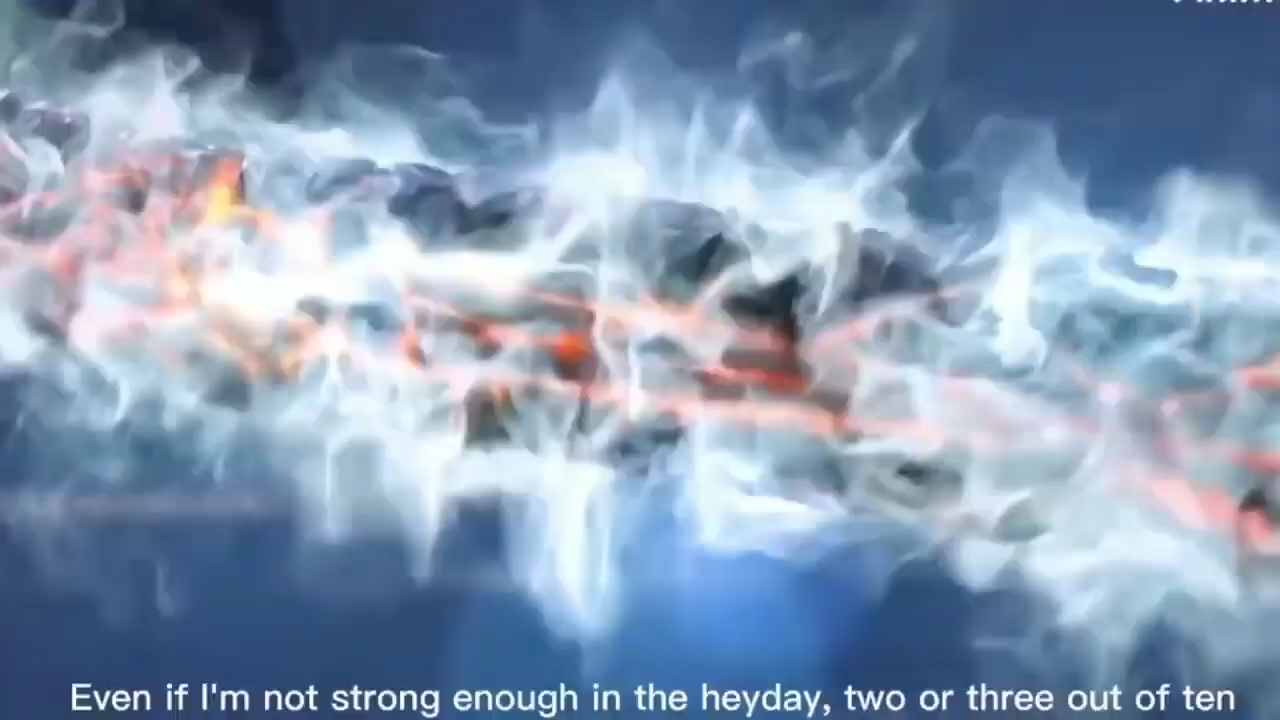 Even if I'm not strong enough in the heyday, two or three out of ten